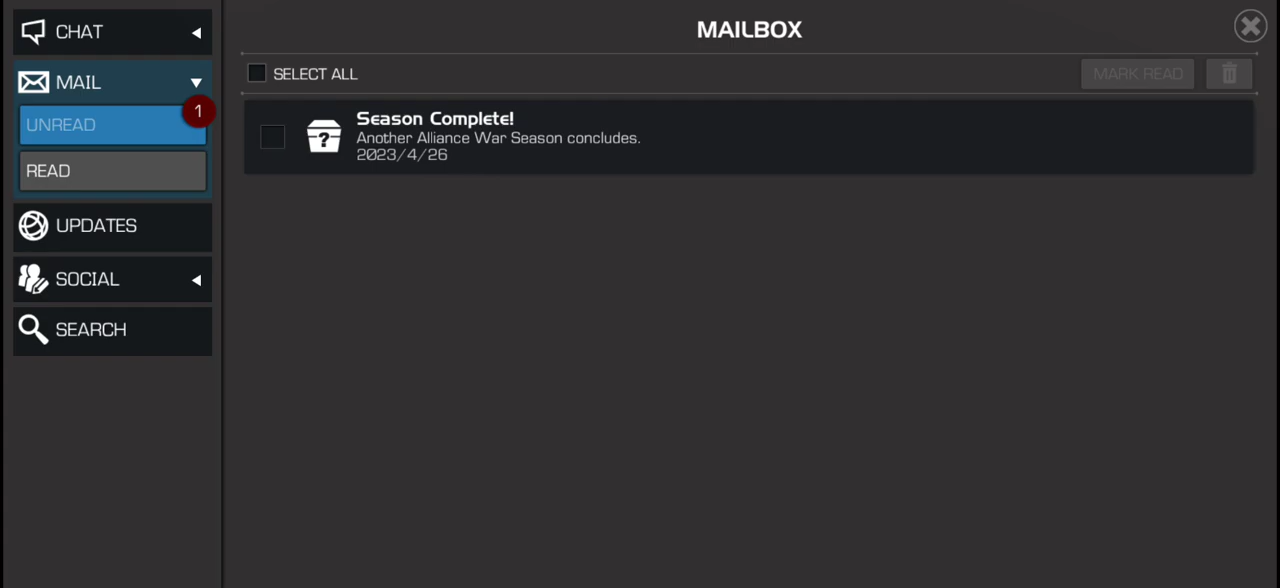 CHAT
MAIL
1
UNREAD
READ
UPDATES
SOCIAL
SEARCH
MAILBOX
SELECT ALL
MARK READ
?
Season Complete!
Another Alliance War Season concludes.
2023/4/26